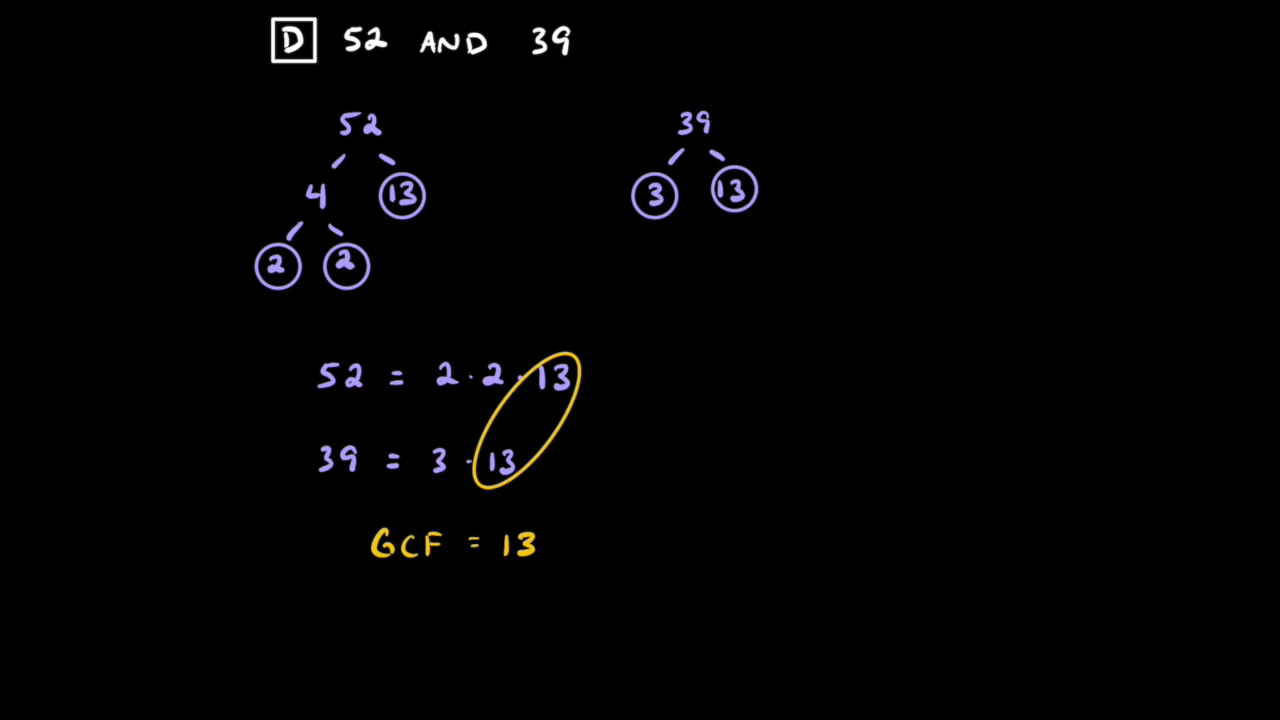 D 52 AND 39
52 39
4 13 3 13
2 2
52 = 2 · 2 · 13
39 = 3 · 13
GCF = 13